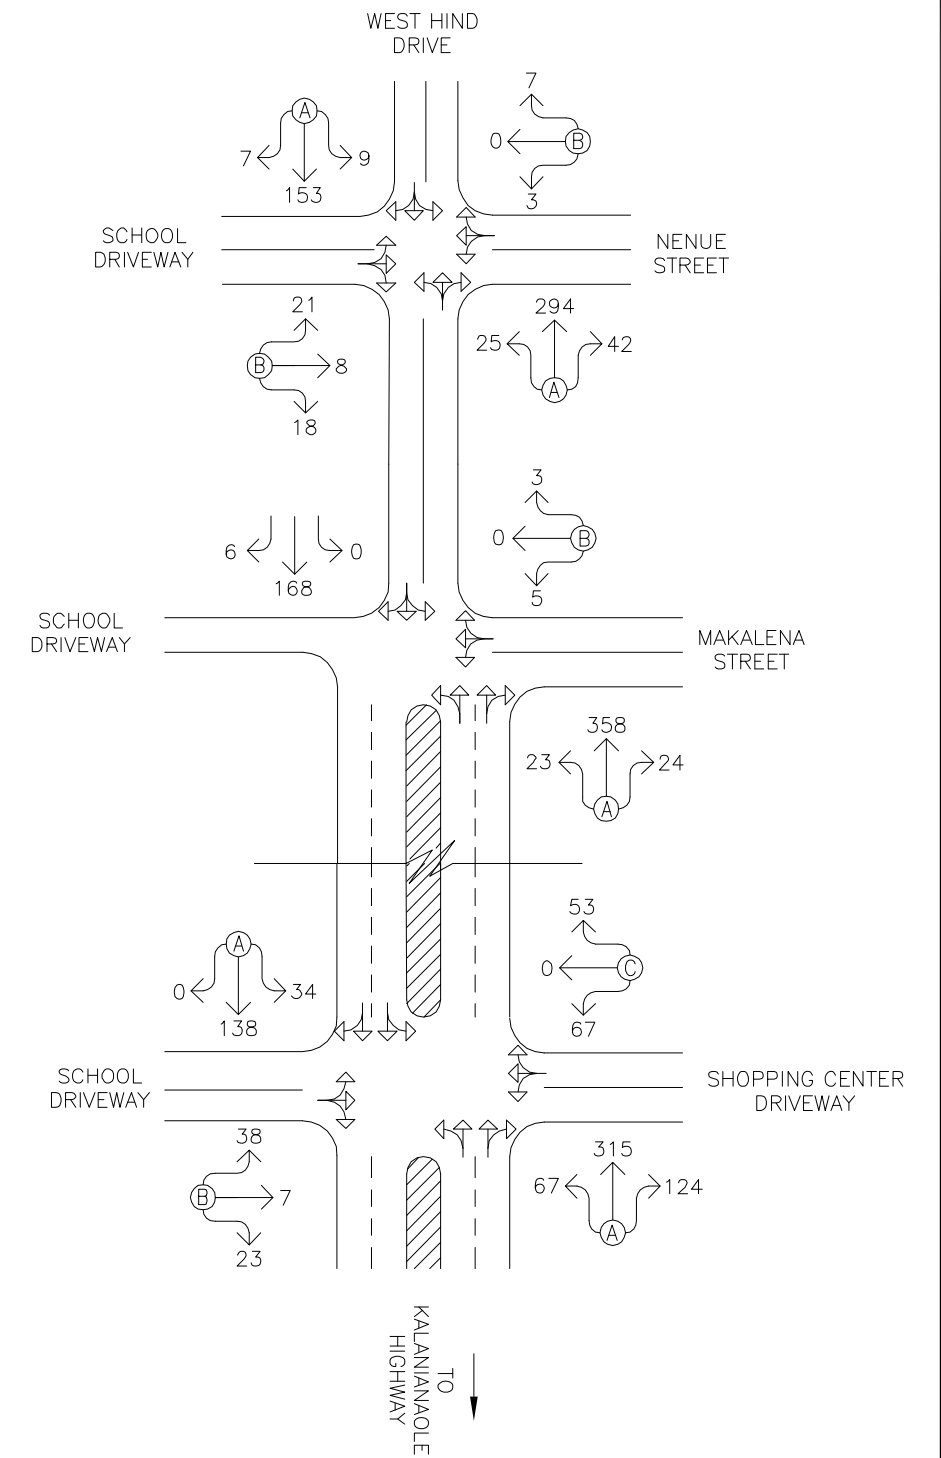 WEST HIND
DRIVE
A
7
153
9
7
0
B
3
SCHOOL
DRIVEWAY
NENUE
STREET
21
B
8
18
294
25
42
A
6
168
0
3
0
B
5
SCHOOL
DRIVEWAY
MAKALENA
STREET
358
23
24
A
A
0
138
34
53
0
C
67
SCHOOL
DRIVEWAY
SHOPPING CENTER
DRIVEWAY
38
B
7
23
315
67
124
A
TO
KALANIANAOLE
HIGHWAY